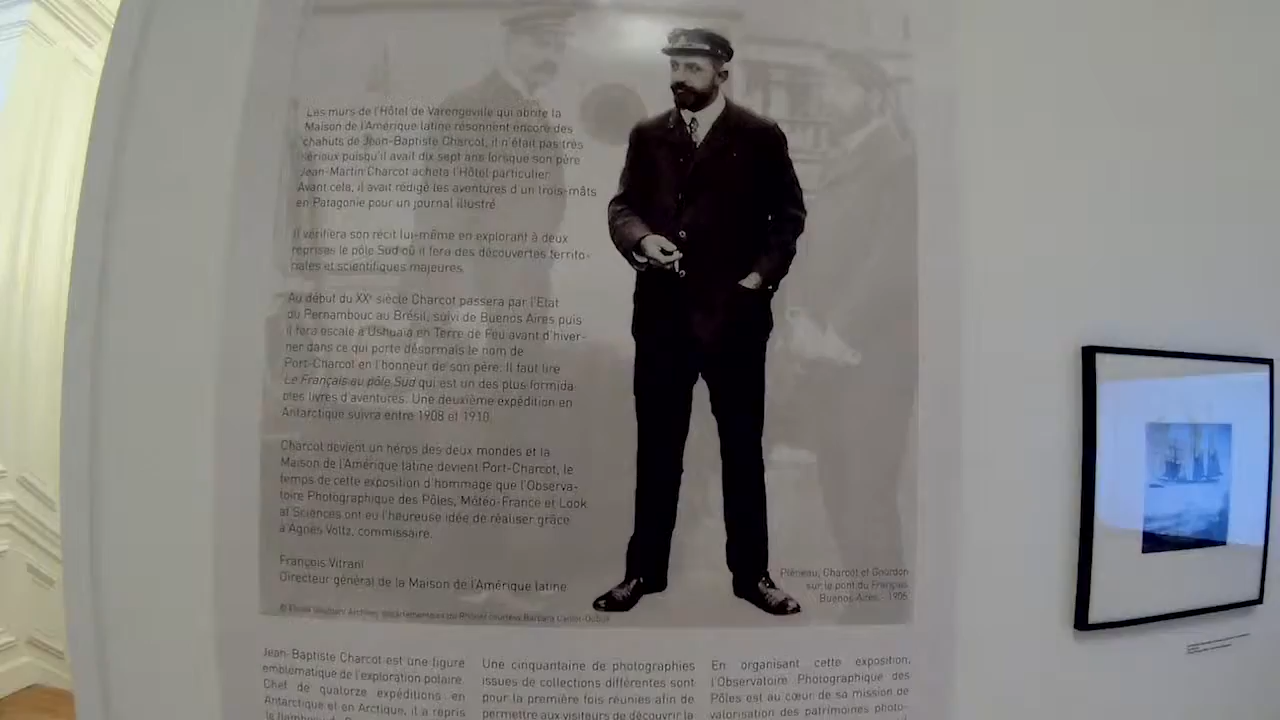 Les murs de l'Hôtel de Varengeville qui abrite la
Maison de l'Amérique latine résonnent encore des
chahuts de Jean-Baptiste Charcot, il n'était pas très
sérieux puisqu'il avait dix sept ans lorsque son père
Jean-Martin Charcot acheta l'Hôtel particulier.
Avant cela, il avait rédigé les aventures d'un trois-mâts
en Patagonie pour un journal illustré.
Il vérifiera son récit lui-même en explorant à deux
reprises le pôle Sud où il fera des découvertes territo-
riales et scientifiques majeures.
Au début du XXe siècle Charcot passera par l'Etat
du Pernambouc au Brésil, suivi de Buenos Aires puis
il fera escale à Ushuaia en Terre de Feu avant d'hiver-
ner dans ce qui porte désormais le nom de
Port-Charcot en l'honneur de son père. Il faut lire
Le Français au pôle Sud qui est un des plus formida-
bles livres d'aventures. Une deuxième expédition en
Antarctique suivra entre 1908 et 1910.
Charcot devient un héros des deux mondes et la
Maison de l'Amérique latine devient Port-Charcot, le
temps de cette exposition d'hommage que l'Observa-
toire Photographique des Pôles, Météo-France et Look
at Sciences ont eu l'heureuse idée de réaliser grâce
à Agnès Voltz, commissaire.
François Vitrani
Directeur général de la Maison de l'Amérique latine
Pléneau, Charcot et Gourdon
sur le pont du Français
Buenos Aires - 1905
Jean-Baptiste Charcot est une figure
emblématique de l'exploration polaire.
Chef de quatorze expéditions en
Antarctique et en Arctique, il a repris
Une cinquantaine de photographies
issues de collections différentes sont
pour la première fois réunies afin de
permettre aux visiteurs de découvrir la
En organisant cette exposition,
l'Observatoire Photographique des
Pôles est au cœur de sa mission de
valorisation des patrimoines photo-